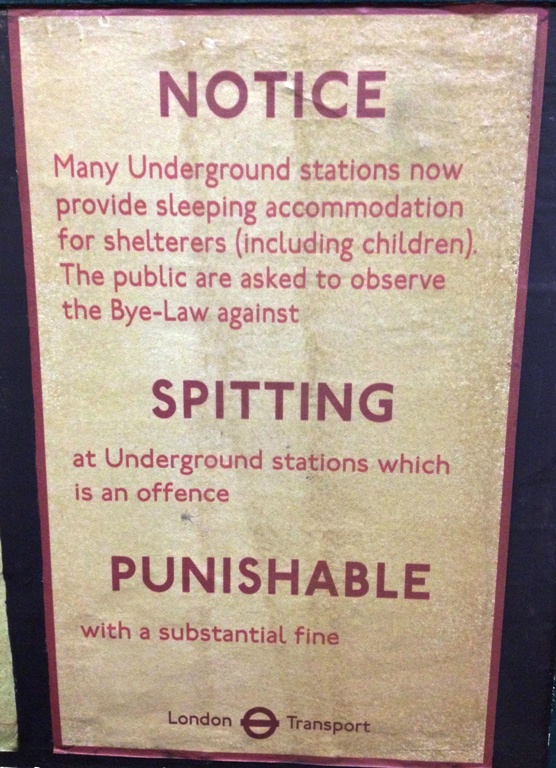 NOTICE
Many Underground stations now
provide sleeping accommodation
for shelterers (including children).
The public are asked to observe
the Bye-Law against
SPITTING
at Underground stations which
is an offence
PUNISHABLE
with a substantial fine
London Transport